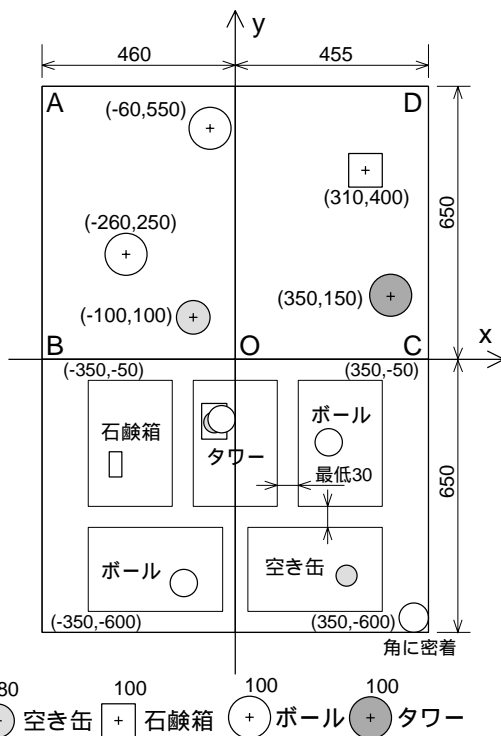 y
460 455
A D
(-60,550)
(310,400)
650
(-260,250)
(-100,100)
(350,150)
B O C x
(-350,-50) (350,-50)
石鹸箱
タワー
ボール
最低30
650
ボール
空き缶
(-350,-600) (350,-600)
角に密着
80 100 100 100
空き缶 石鹸箱 ボール タワー